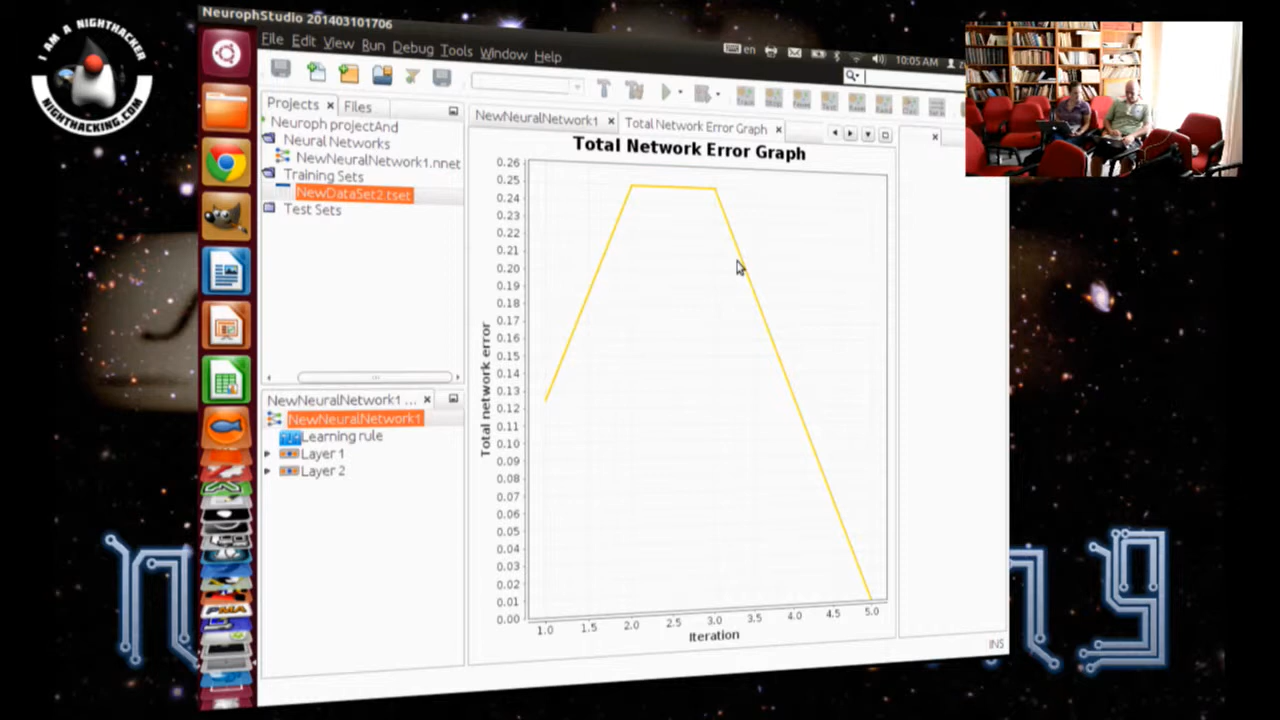 I AM A NIGHTHACKER
NIGHTHACKING.COM
NeurophStudio 201403101706
File Edit View Run Debug Tools Window Help
en
10:05 AM
Projects
Files
Neuroph projectAnd
Neural Networks
NewNeuralNetwork1.nnet
Training Sets
NewDataSet2.tset
Test Sets
NewNeuralNetwork1 ...
NewNeuralNetwork1
Learning rule
Layer 1
Layer 2
NewNeuralNetwork1
Total Network Error Graph
Total Network Error Graph
0.26
0.25
0.24
0.23
0.22
0.21
0.20
0.19
0.18
0.17
0.16
0.15
0.14
0.13
0.12
0.11
0.10
0.09
0.08
0.07
0.06
0.05
0.04
0.03
0.02
0.01
0.00
Total network error
1.0 1.5 2.0 2.5 3.0 3.5 4.0 4.5 5.0
Iteration
INS
PMA